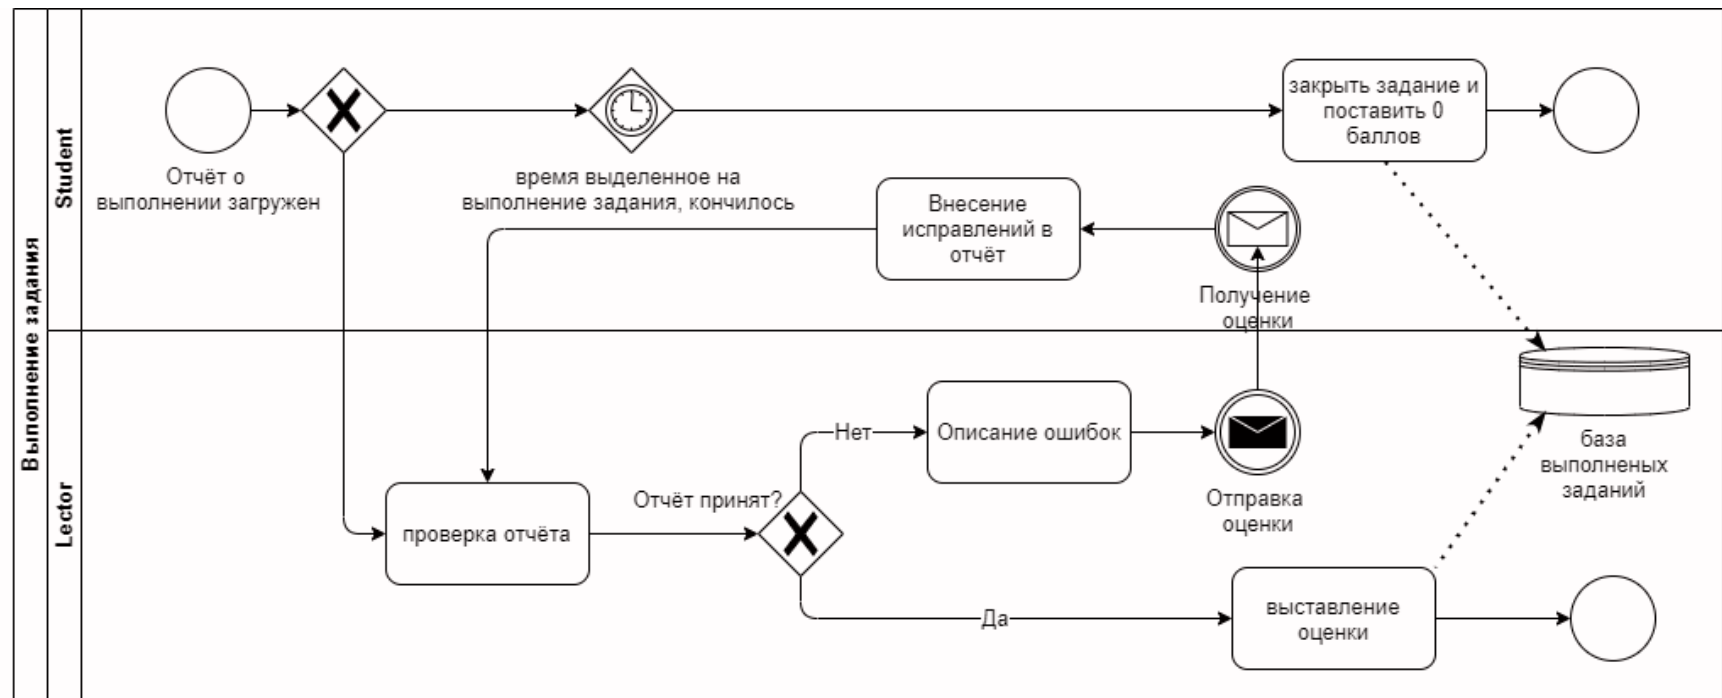 Выполнение задания
Student
Lector
Отчёт о
выполнении загружен
время выделенное на
выполнение задания, кончилось
закрыть задание и
поставить 0
баллов
Внесение
исправлений в
отчёт
Получение
оценки
проверка отчёта
Отчёт принят?
Нет
Описание ошибок
Отправка
оценки
база
выполненых
заданий
Да
выставление
оценки